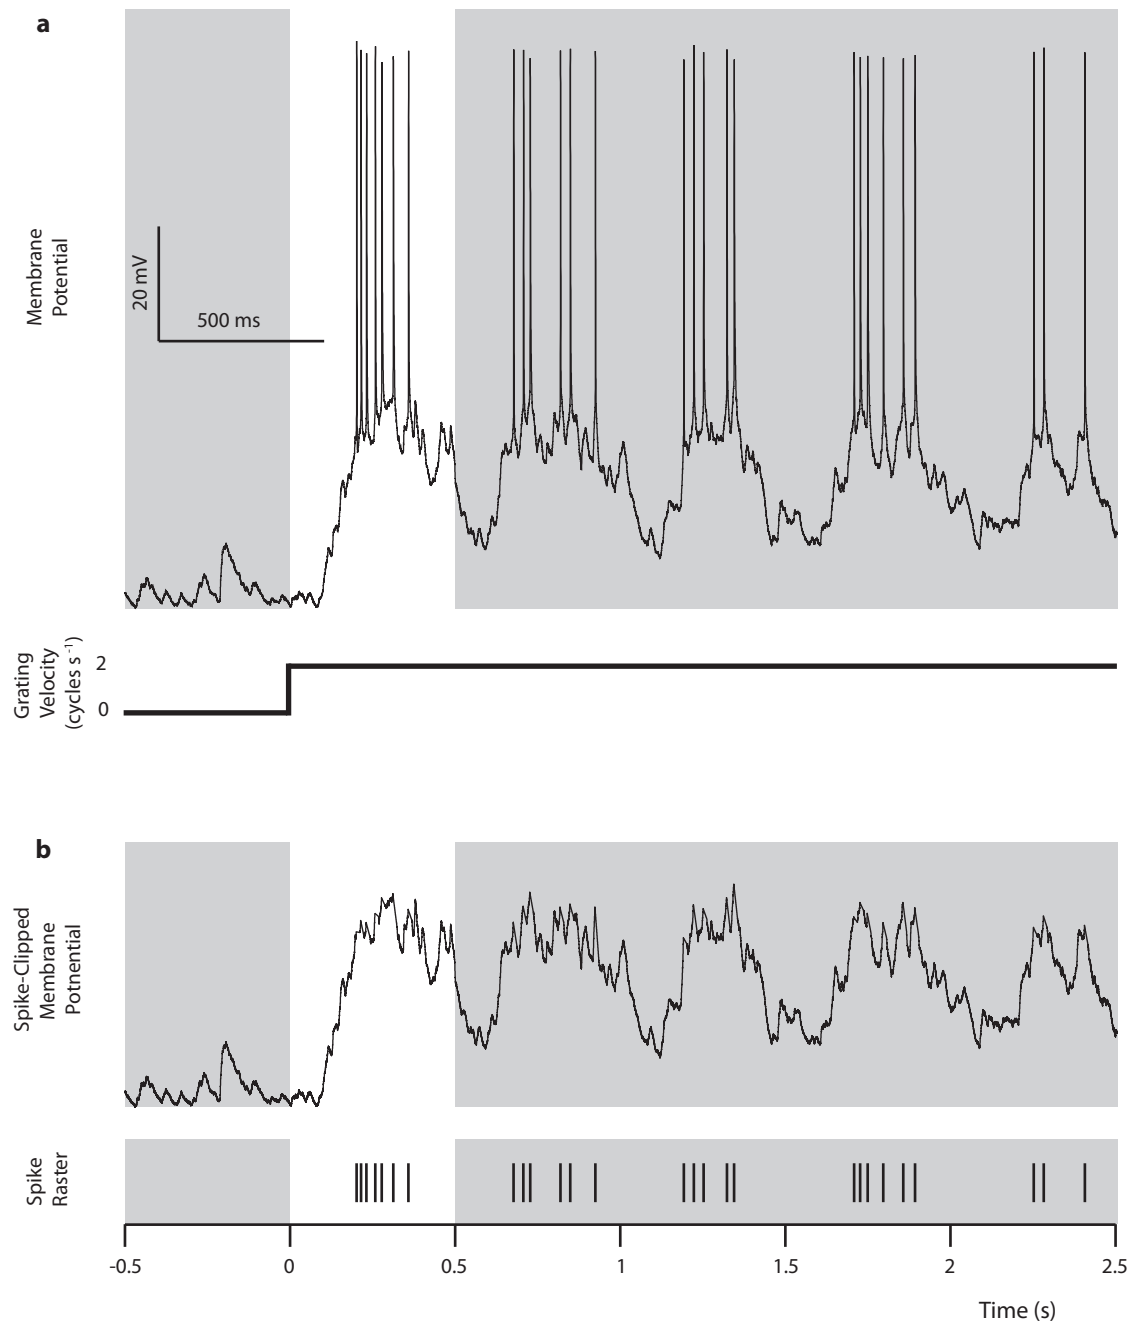 a
Membrane
Potential
20 mV
500 ms
Grating
Velocity
(cycles s⁻¹)
2
0
b
Spike-Clipped
Membrane
Potnential
Spike
Raster
-0.5 0 0.5 1 1.5 2 2.5
Time (s)